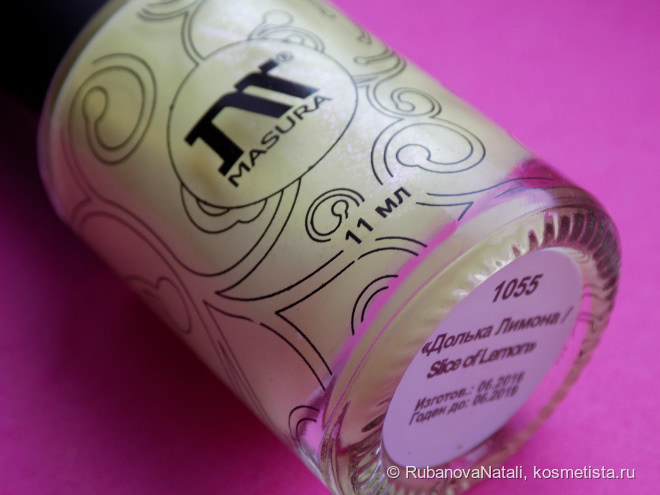 MASURA
11 мл
1055
«Долька Лимона /
Slice of Lemon»
Изготов.: 06.2016
Годен до: 06.2018
© RubanovaNatali, kosmetista.ru